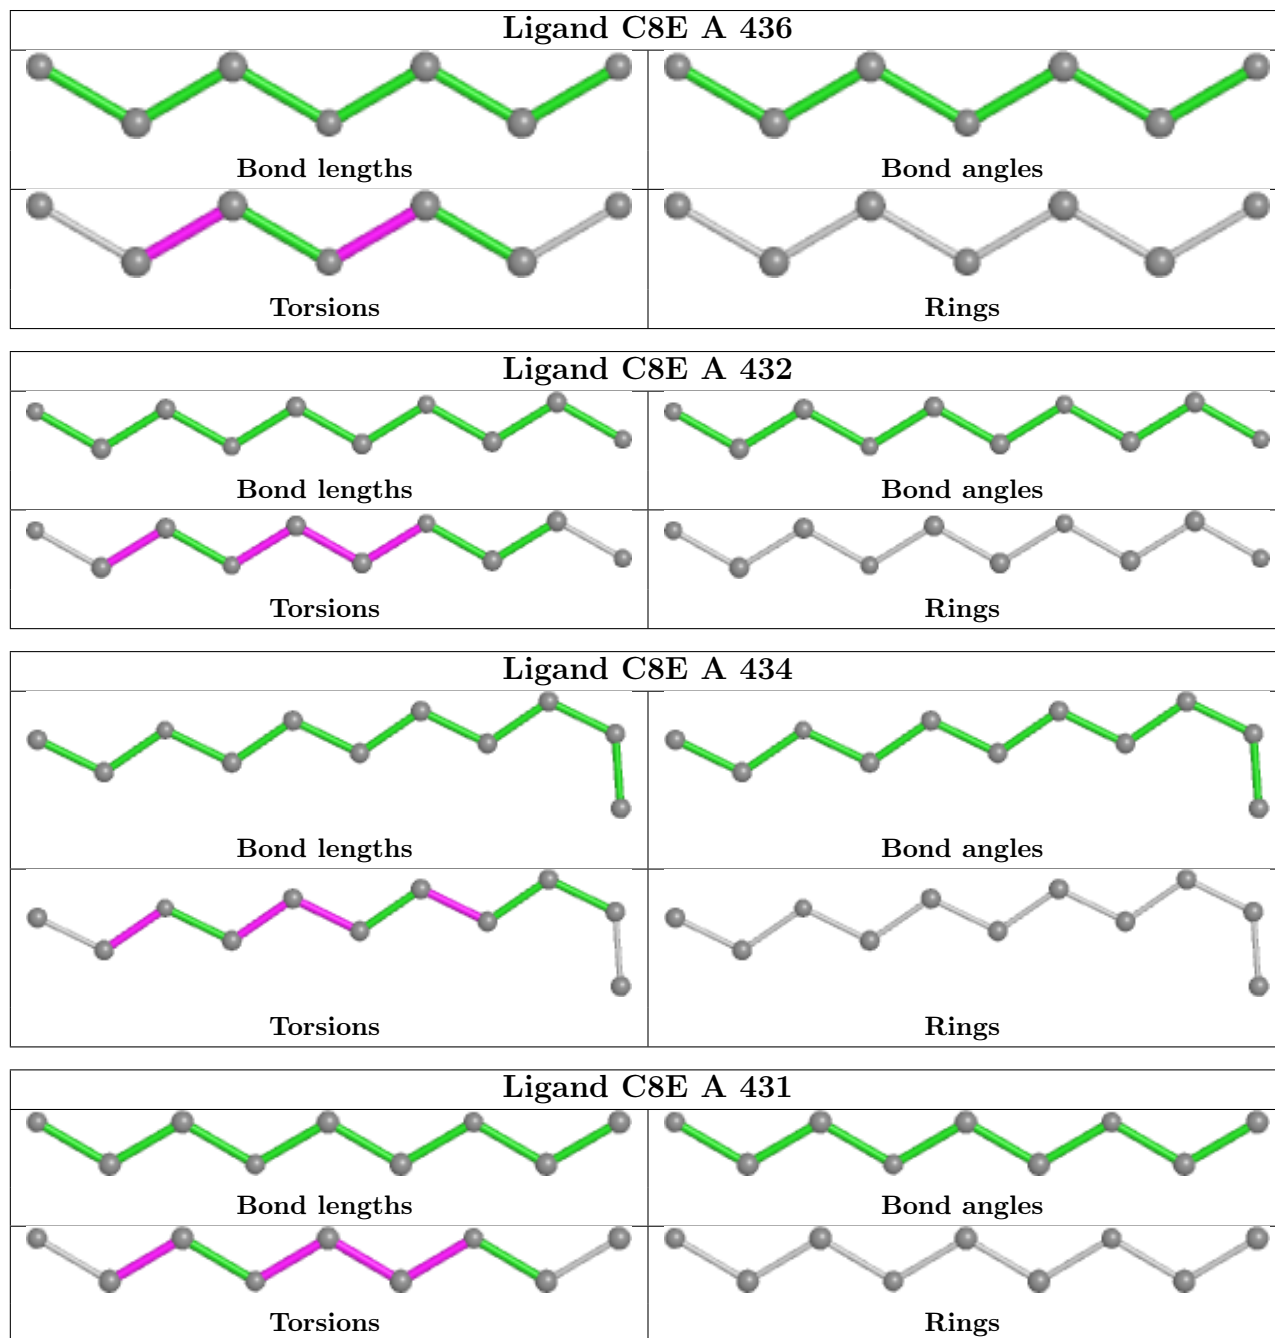 Ligand C8E A 436
Bond lengths
Bond angles
Torsions
Rings
Ligand C8E A 432
Bond lengths
Bond angles
Torsions
Rings
Ligand C8E A 434
Bond lengths
Bond angles
Torsions
Rings
Ligand C8E A 431
Bond lengths
Bond angles
Torsions
Rings